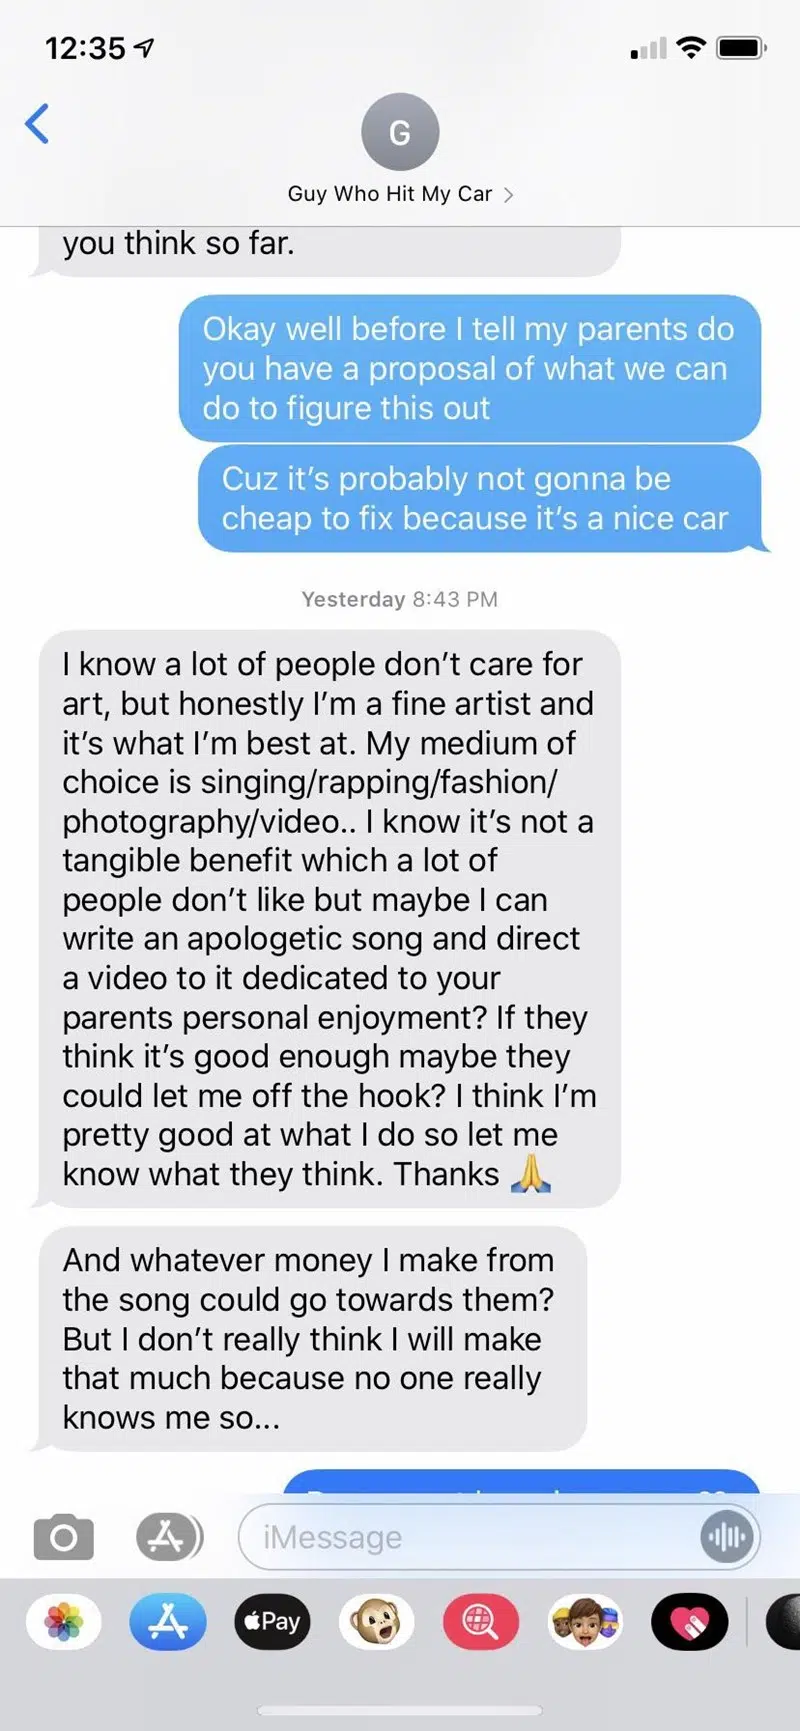 12:35
G
Guy Who Hit My Car
you think so far.
Okay well before I tell my parents do
you have a proposal of what we can
do to figure this out
Cuz it’s probably not gonna be
cheap to fix because it’s a nice car
Yesterday 8:43 PM
I know a lot of people don’t care for
art, but honestly I’m a fine artist and
it’s what I’m best at. My medium of
choice is singing/rapping/fashion/
photography/video.. I know it’s not a
tangible benefit which a lot of
people don’t like but maybe I can
write an apologetic song and direct
a video to it dedicated to your
parents personal enjoyment? If they
think it’s good enough maybe they
could let me off the hook? I think I’m
pretty good at what I do so let me
know what they think. Thanks 🙏
And whatever money I make from
the song could go towards them?
But I don’t really think I will make
that much because no one really
knows me so...
iMessage
Pay